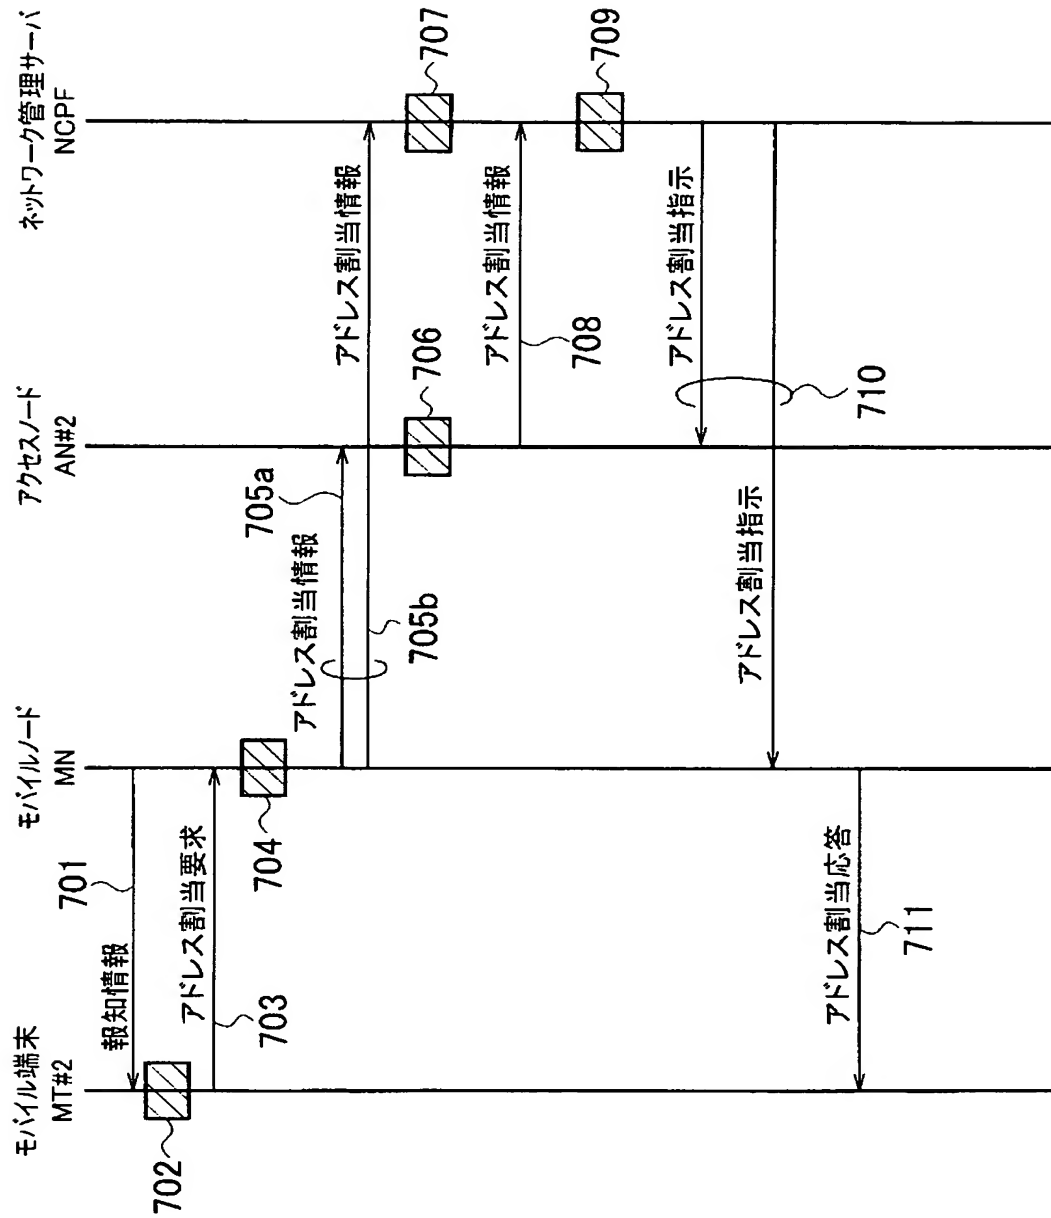 モバイル端末
MT#2
モバイルノード
MN
アクセスノード
AN#2
ネットワーク管理サーバ
NCPF
報知情報
701
702
アドレス割当要求
703
704
アドレス割当情報
705a
アドレス割当情報
705b
706
707
アドレス割当情報
708
709
アドレス割当指示
アドレス割当指示
710
アドレス割当応答
711